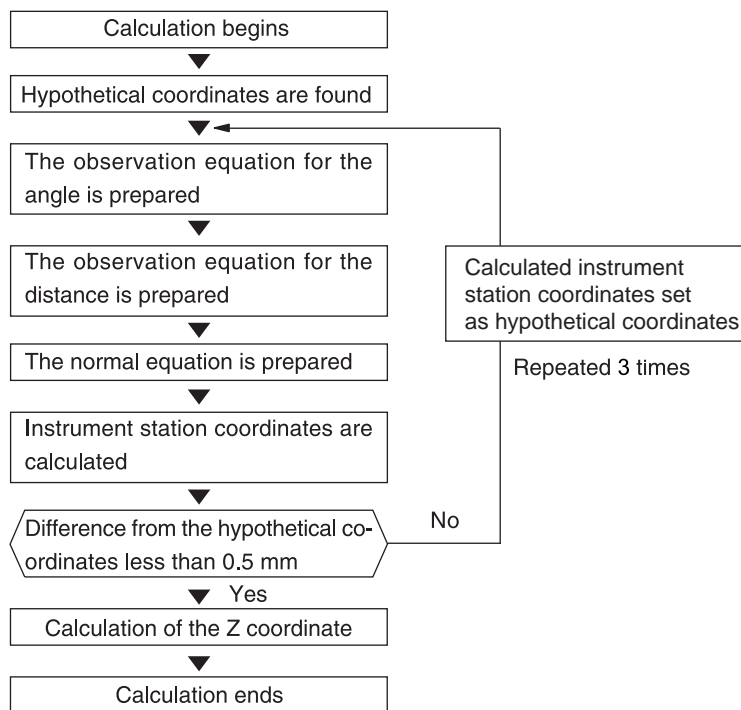 Calculation begins
Hypothetical coordinates are found
The observation equation for the
angle is prepared
The observation equation for the
distance is prepared
The normal equation is prepared
Instrument station coordinates are
calculated
Difference from the hypothetical co-
ordinates less than 0.5 mm
No
Calculated instrument
station coordinates set
as hypothetical coordinates
Repeated 3 times
Yes
Calculation of the Z coordinate
Calculation ends